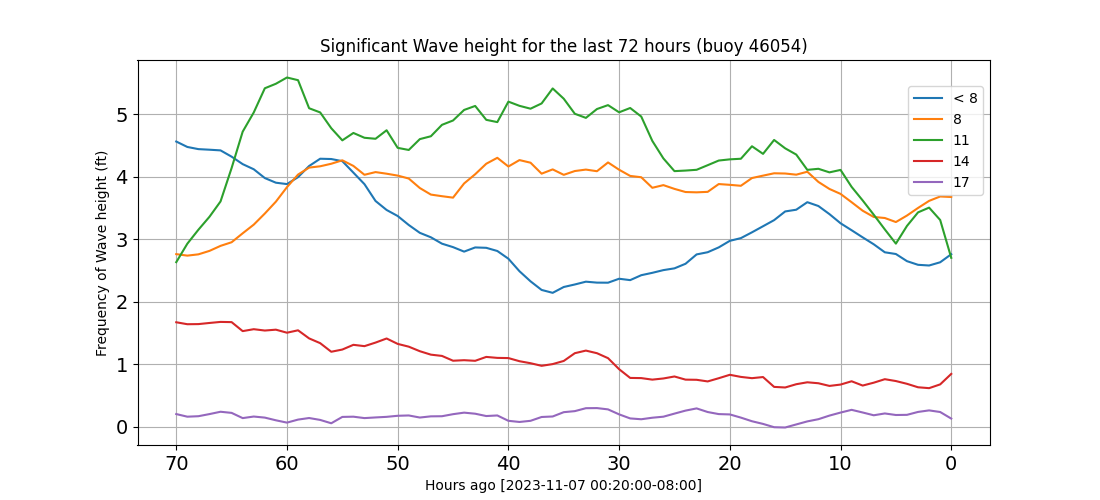 Significant Wave height for the last 72 hours (buoy 46054)
Frequency of Wave height (ft)
5
4
3
2
1
0
< 8
8
11
14
17
70 60 50 40 30 20 10 0
Hours ago [2023-11-07 00:20:00-08:00]